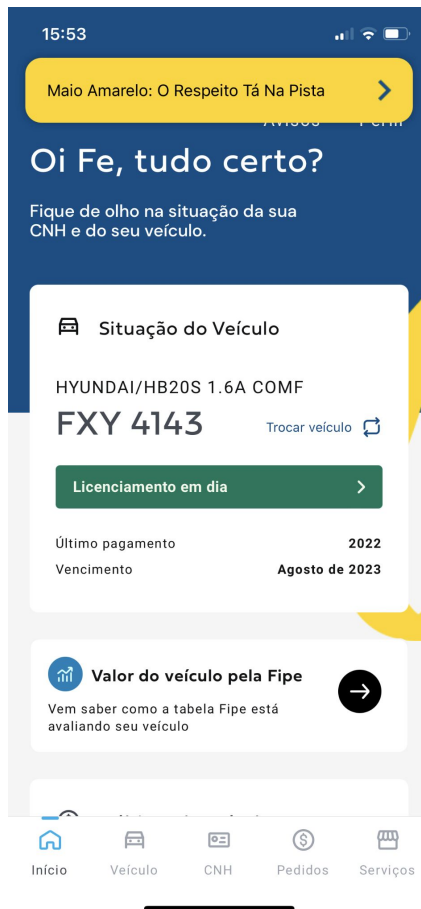 15:53
Maio Amarelo: O Respeito Tá Na Pista
Avisos Perfil
Oi Fe, tudo certo?
Fique de olho na situação da sua
CNH e do seu veículo.
Situação do Veículo
HYUNDAI/HB20S 1.6A COMF
FXY 4143
Trocar veículo
Licenciamento em dia
Último pagamento 2022
Vencimento Agosto de 2023
Valor do veículo pela Fipe
Vem saber como a tabela Fipe está
avaliando seu veículo
Início Veículo CNH Pedidos Serviços